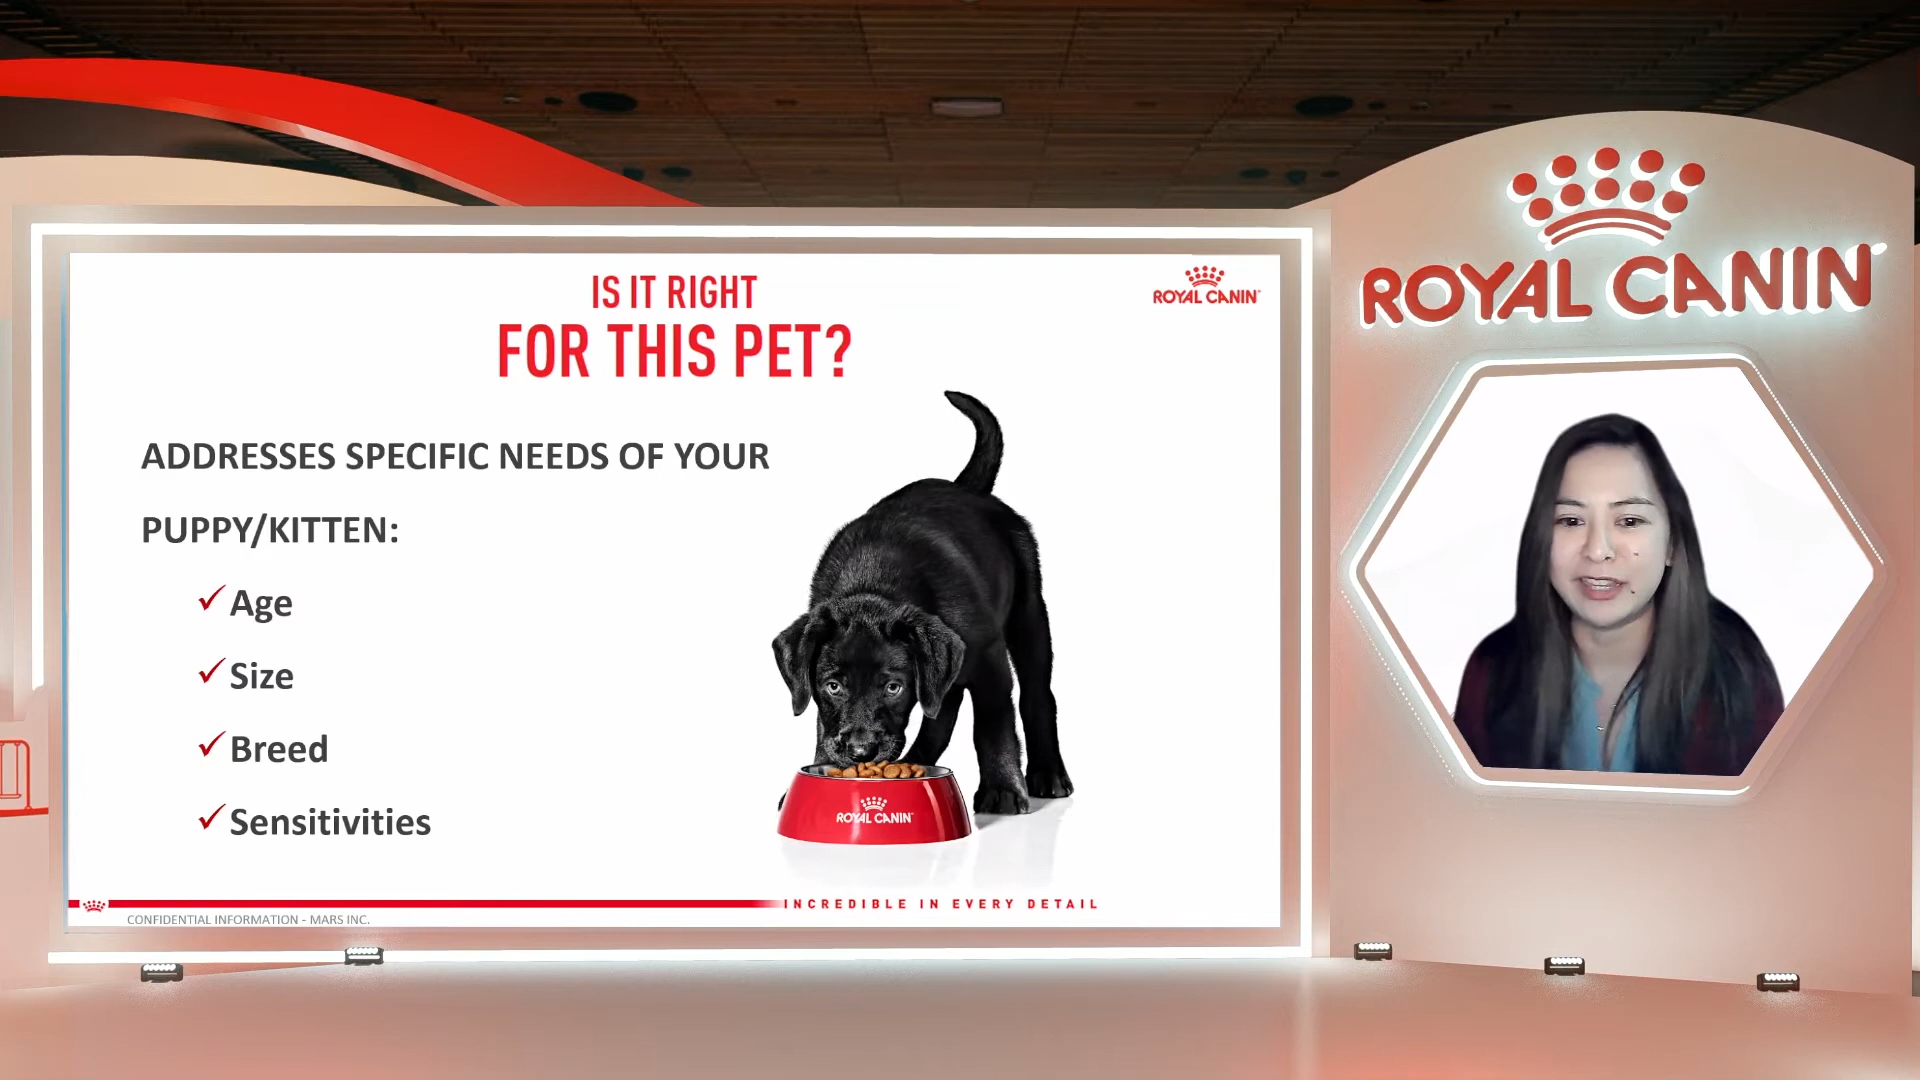 IS IT RIGHT
FOR THIS PET?
ROYAL CANIN
ADDRESSES SPECIFIC NEEDS OF YOUR
PUPPY/KITTEN:
✓ Age
✓ Size
✓ Breed
✓ Sensitivities
ROYAL CANIN
INCREDIBLE IN EVERY DETAIL
CONFIDENTIAL INFORMATION - MARS INC.
ROYAL CANIN